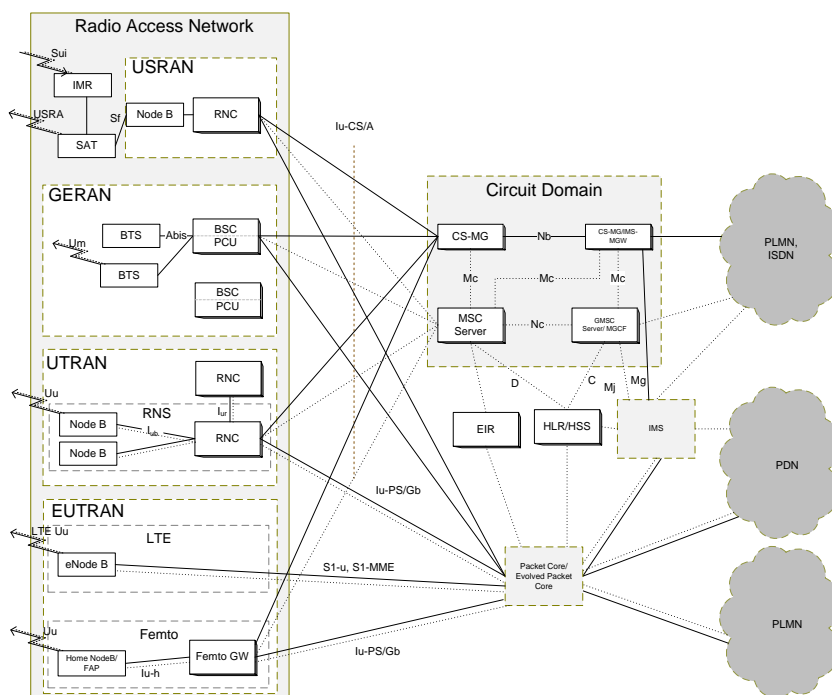 Radio Access Network
Sui
USRAN
IMR
USRA
Sf
Node B
RNC
SAT
Iu-CS/A
GERAN
Circuit Domain
BTS
Abis
BSC
PCU
Um
BTS
BSC
PCU
CS-MG
Nb
CS-MG/IMS-
MGW
PLMN,
ISDN
Mc
Mc
Mc
MSC
Server
Nc
GMSC
Server/ MGCF
UTRAN
RNC
Uu
RNS
Iur
Node B
Iub
RNC
Node B
D
C
Mj
Mg
EIR
HLR/HSS
IMS
PDN
Iu-PS/Gb
EUTRAN
LTE Uu
LTE
eNode B
S1-u, S1-MME
Packet Core/
Evolved Packet
Core
PLMN
Uu
Femto
Home NodeB/
FAP
Iu-h
Femto GW
Iu-PS/Gb